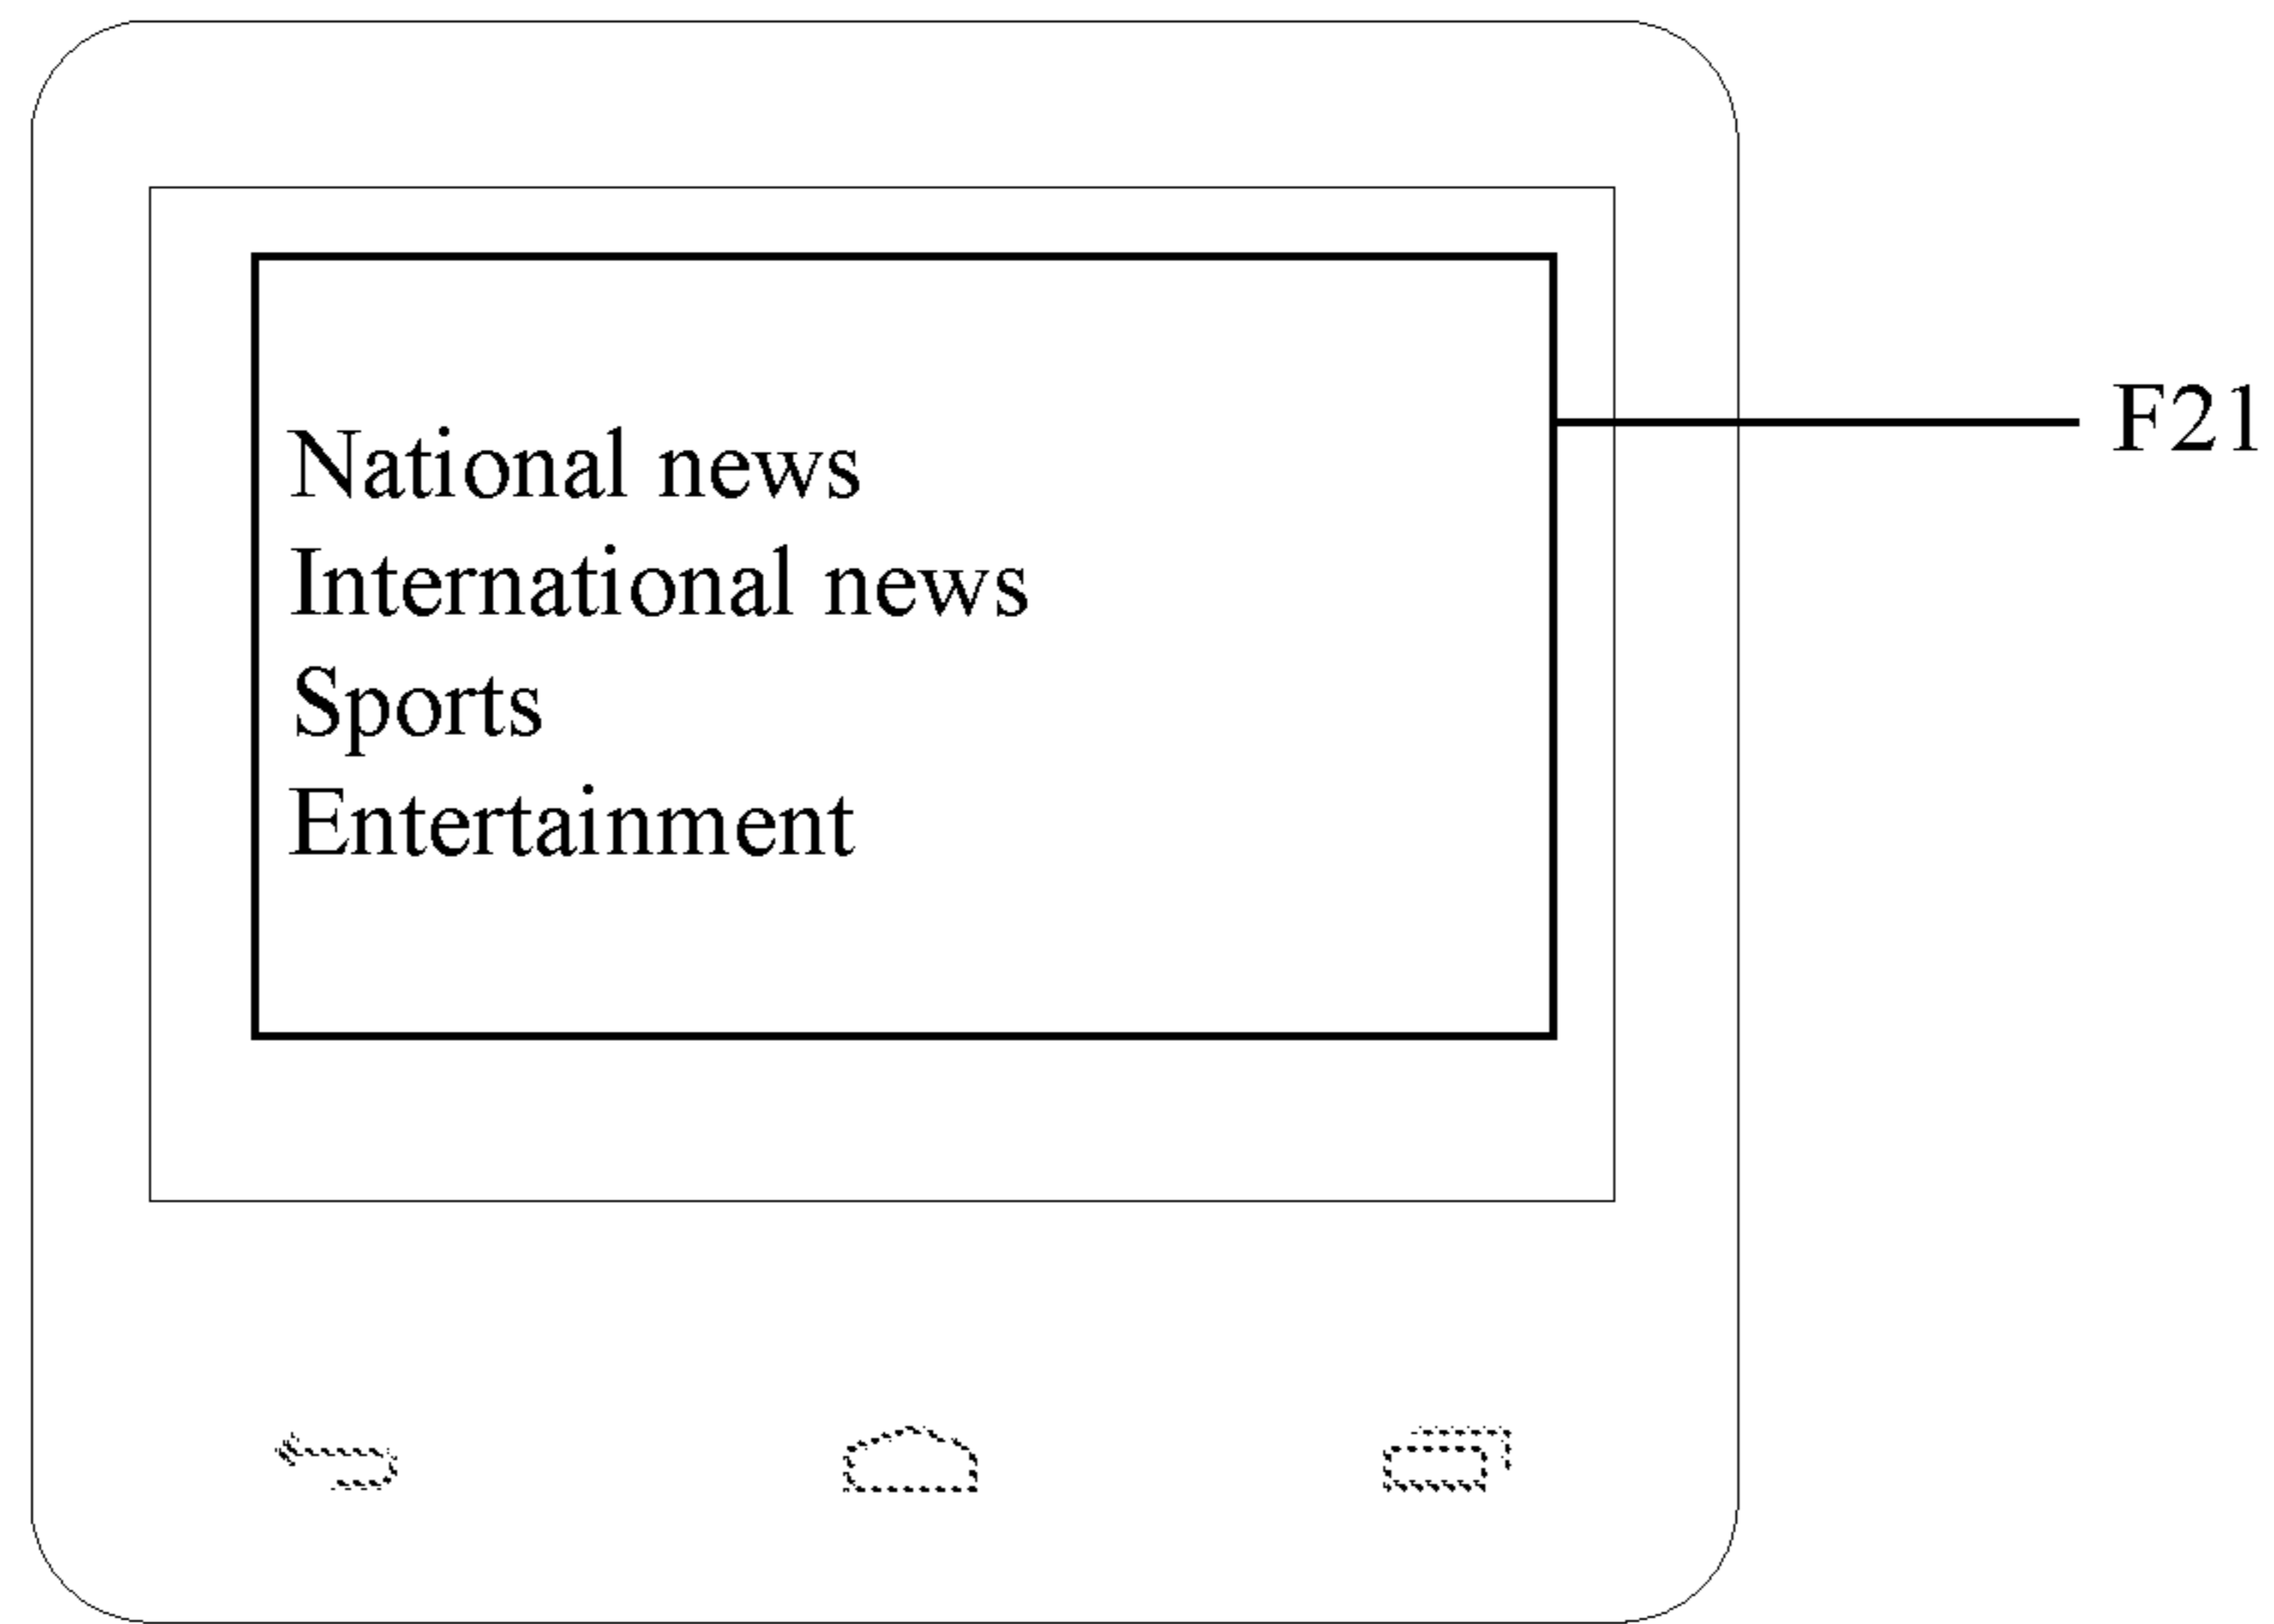 F21
National news
International news
Sports
Entertainment